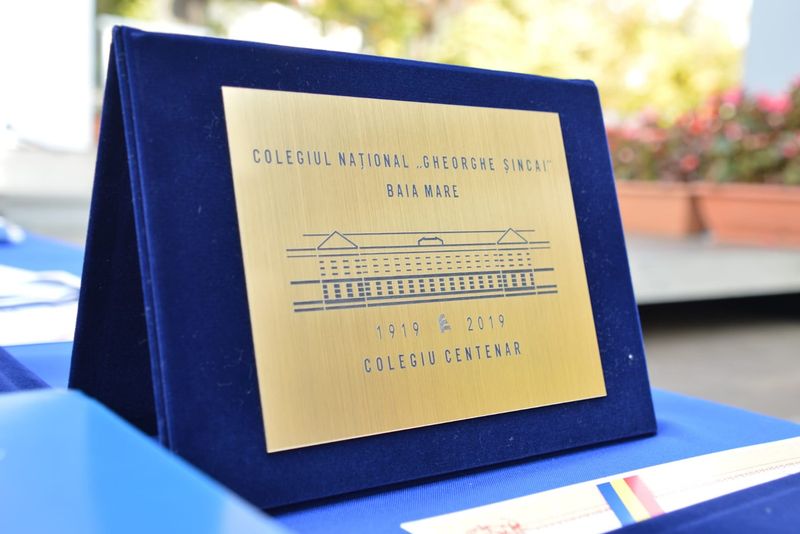 COLEGIUL NAȚIONAL „GHEORGHE ȘINCAI"
BAIA MARE
1919 2019
COLEGIU CENTENAR